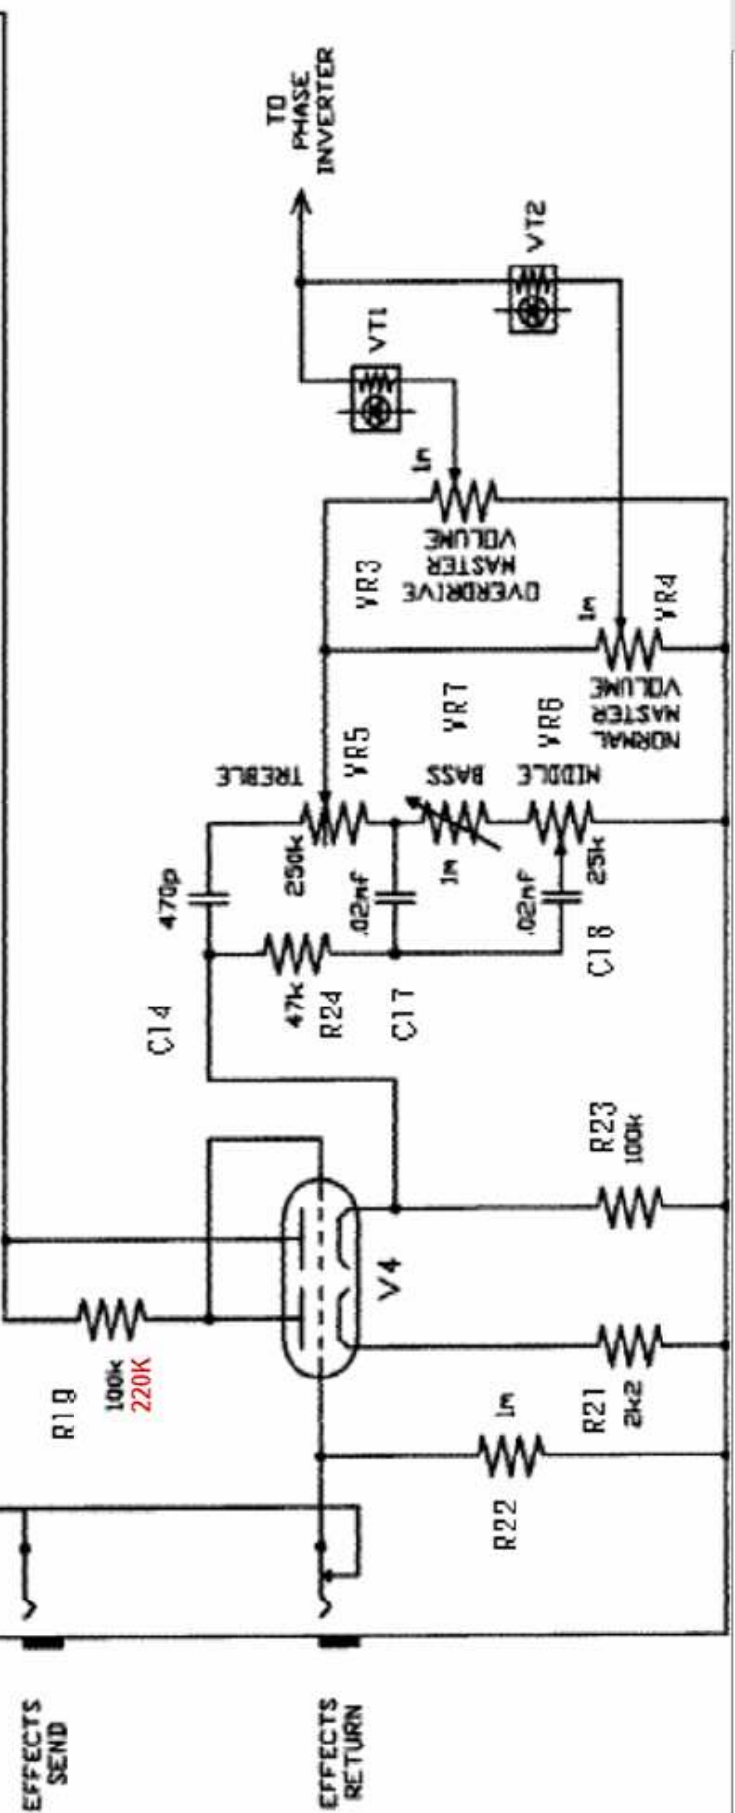 EFFECTS
SEND
EFFECTS
RETURN
R19
100k
220K
R22
1m
R21
2k2
V4
R23
100k
C14
470p
47k
R24
C17
.02mf
C18
.02mf
250k
TREBLE
VR5
1m
BASS
VR7
25k
MIDDLE
VR6
NORMAL
MASTER
VOLUME
1m
VR4
OVERDRIVE
MASTER
VOLUME
VR3
1m
VT1
VT2
TO
PHASE
INVERTER